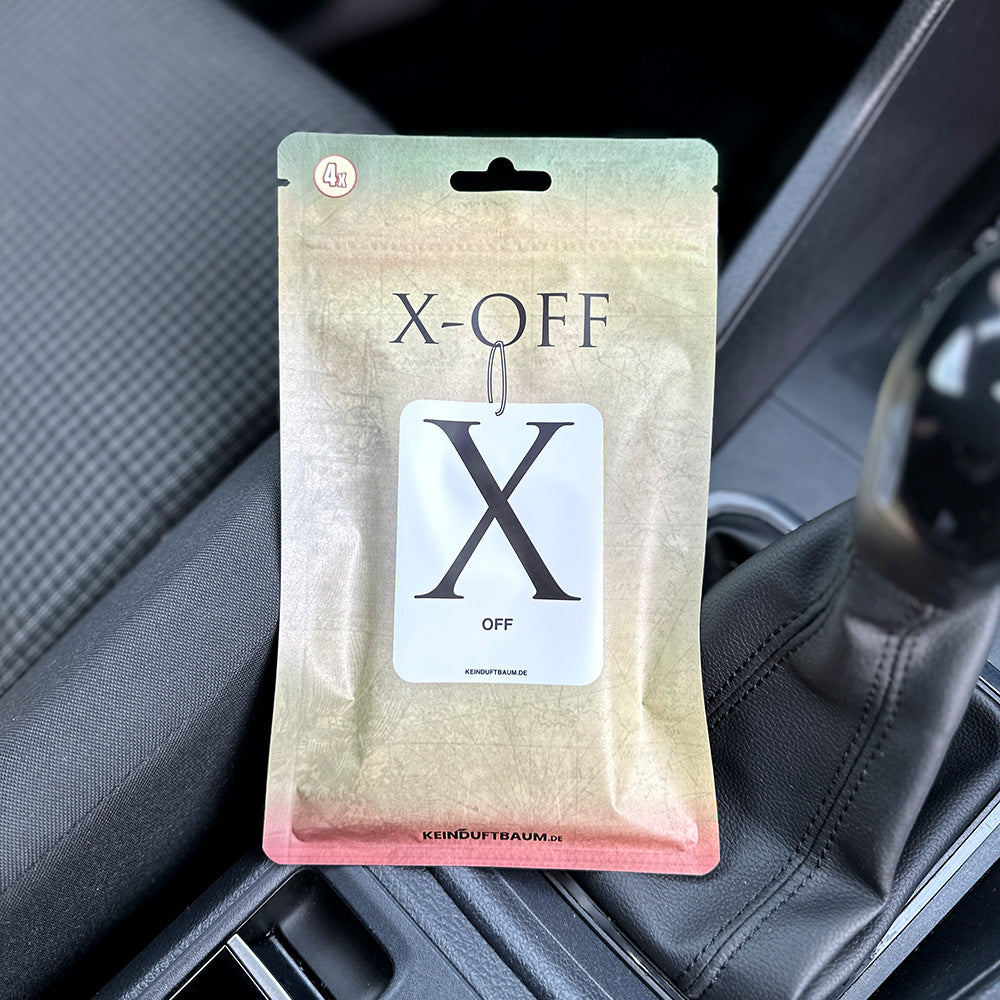 4x
X-OFF
X
OFF
KEINDUFTBAUM.DE
KEINDUFTBAUM.DE